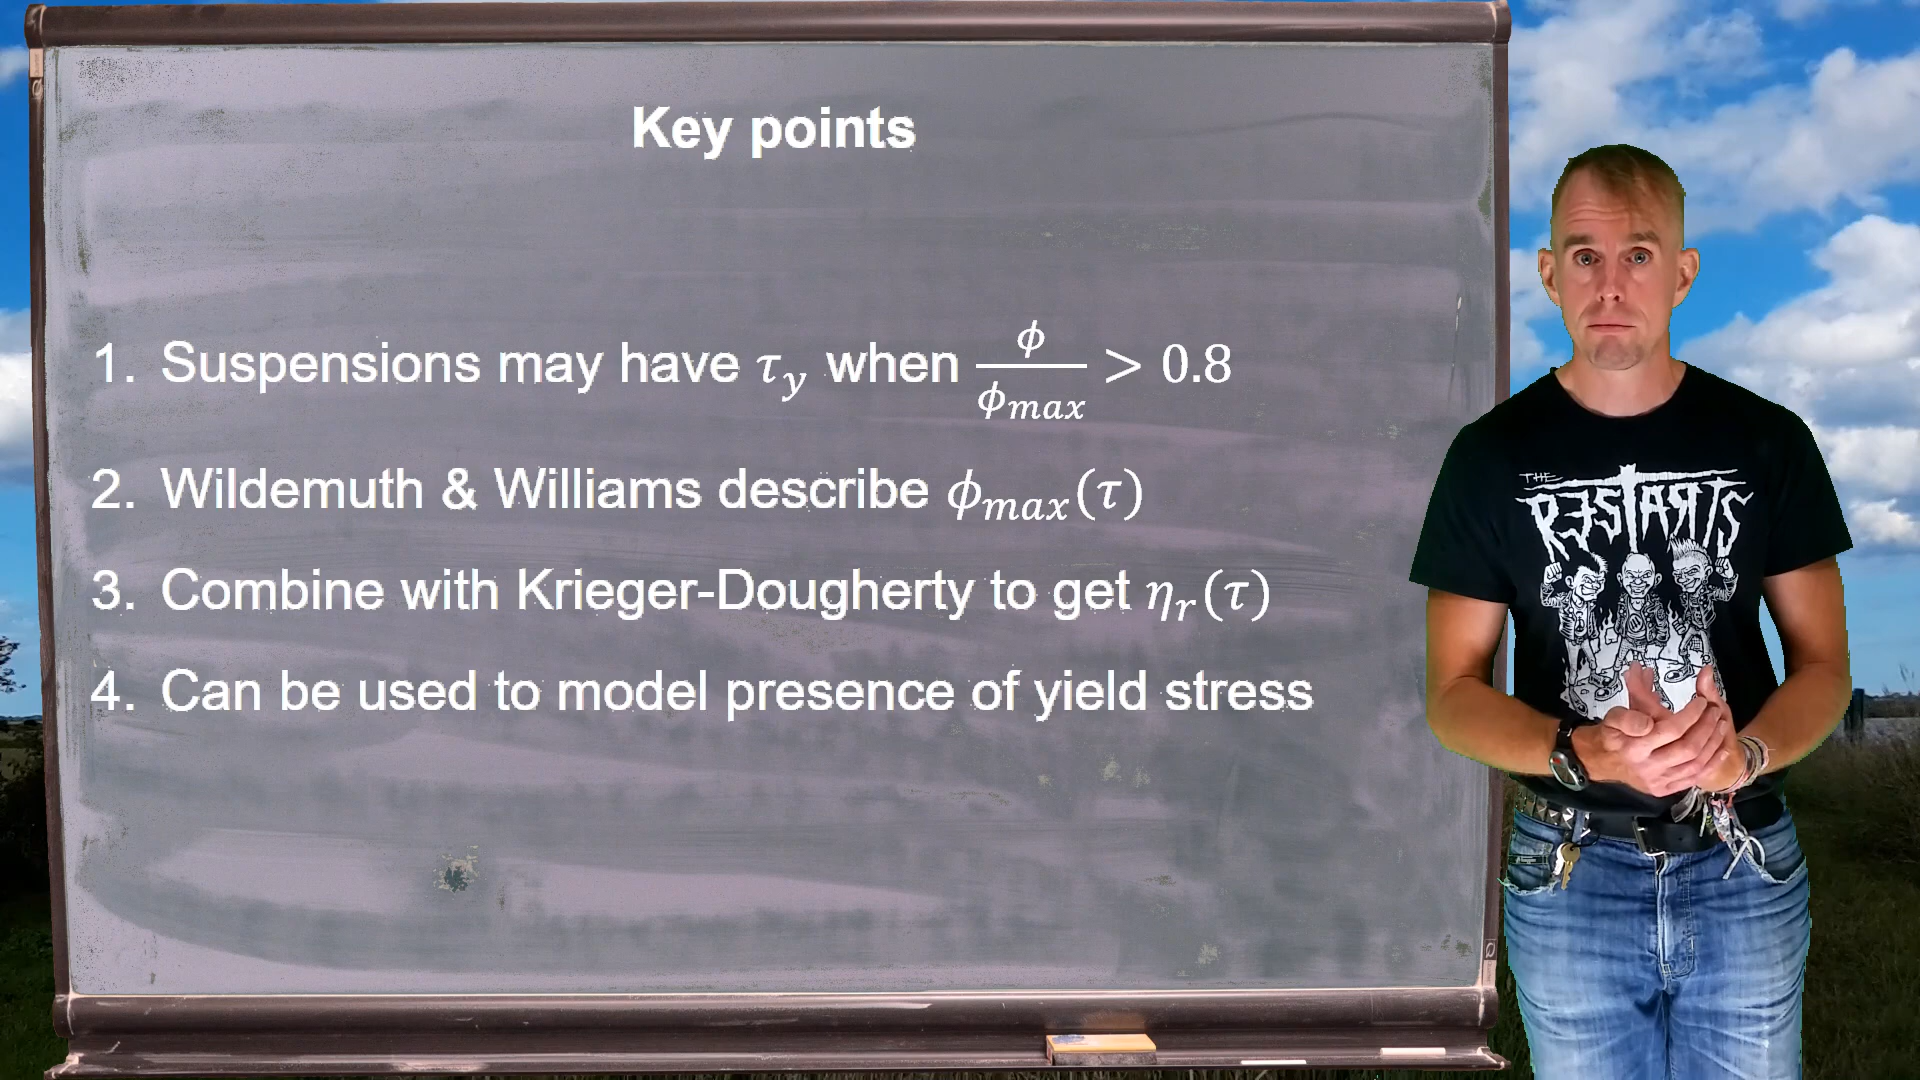 Key points
1. Suspensions may have τ_y when ϕ/ϕ_max > 0.8
2. Wildemuth & Williams describe ϕ_max(τ)
3. Combine with Krieger-Dougherty to get η_r(τ)
4. Can be used to model presence of yield stress
THE
RESTARTS